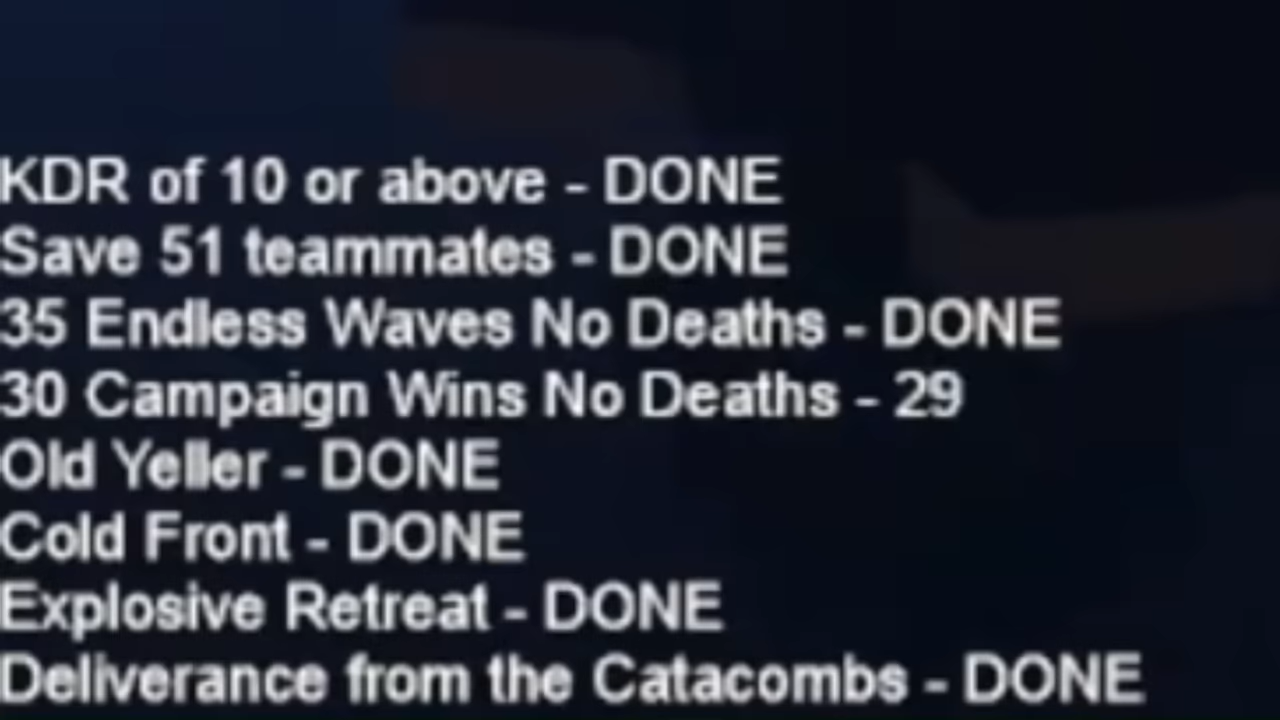 KDR of 10 or above - DONE
Save 51 teammates - DONE
35 Endless Waves No Deaths - DONE
30 Campaign Wins No Deaths - 29
Old Yeller - DONE
Cold Front - DONE
Explosive Retreat - DONE
Deliverance from the Catacombs - DONE